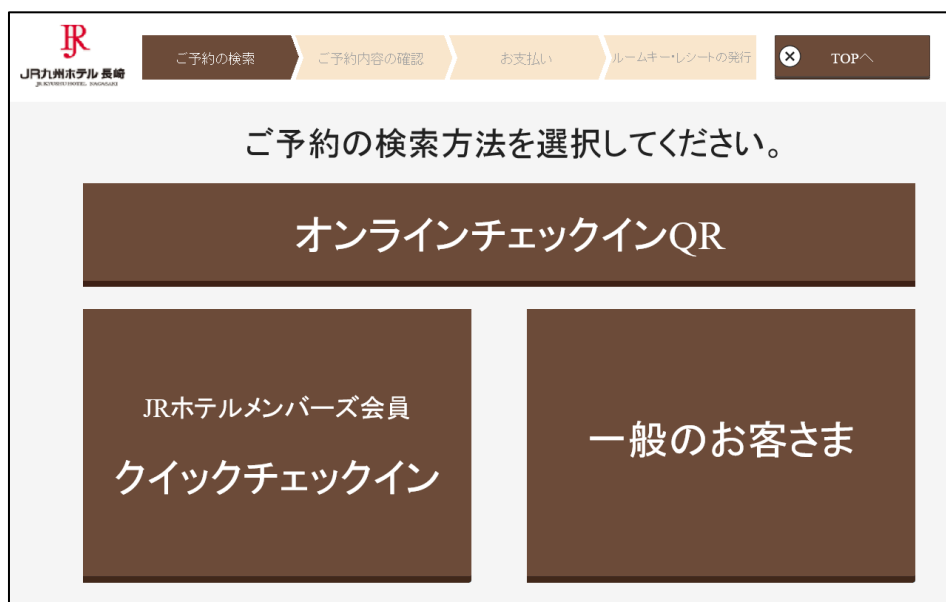 JR
JR九州ホテル 長崎
JR KYUSHU HOTEL NAGASAKI
ご予約の検索
ご予約内容の確認
お支払い
ルームキー・レシートの発行
TOPへ
ご予約の検索方法を選択してください。
オンラインチェックインQR
JRホテルメンバーズ会員
クイックチェックイン
一般のお客さま